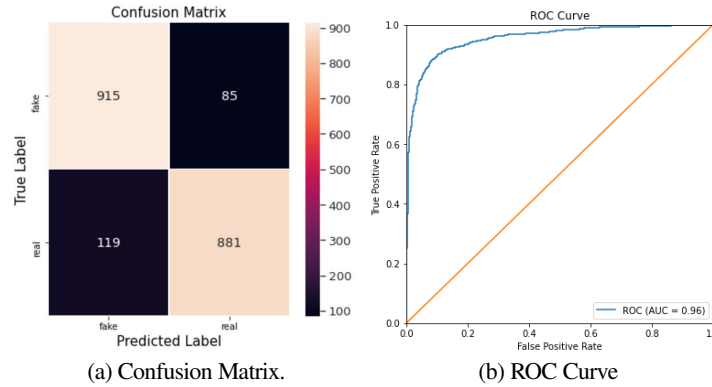 Confusion Matrix
True Label
fake
real
915
85
119
881
fake
real
Predicted Label
900
800
700
600
500
400
300
200
100
(a) Confusion Matrix.
ROC Curve
True Positive Rate
1.0
0.8
0.6
0.4
0.2
0.0
0.0
0.2
0.4
0.6
0.8
ROC (AUC = 0.96)
False Positive Rate
(b) ROC Curve